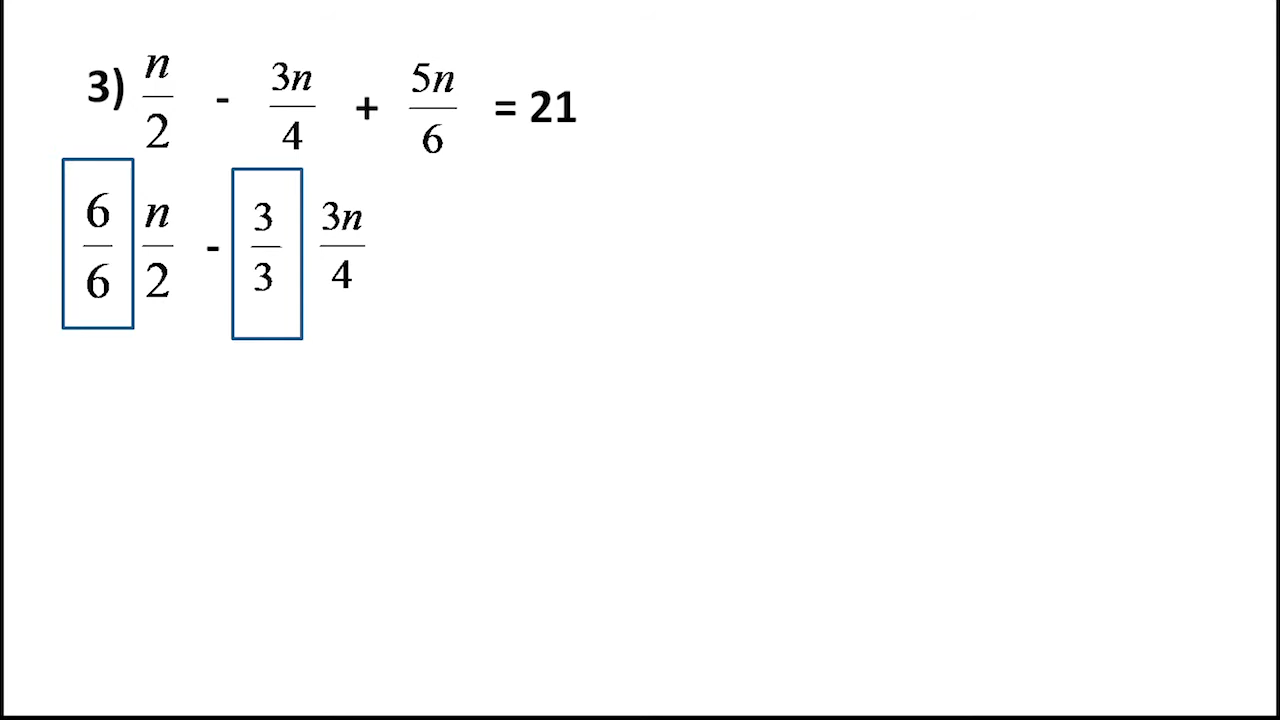 3) n/2 - 3n/4 + 5n/6 = 21
6/6 n/2 - 3/3 3n/4